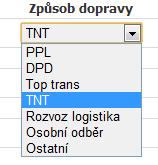 Způsob dopravy
TNT
PPL
DPD
Top trans
TNT
Rozvoz logistika
Osobní odběr
Ostatní